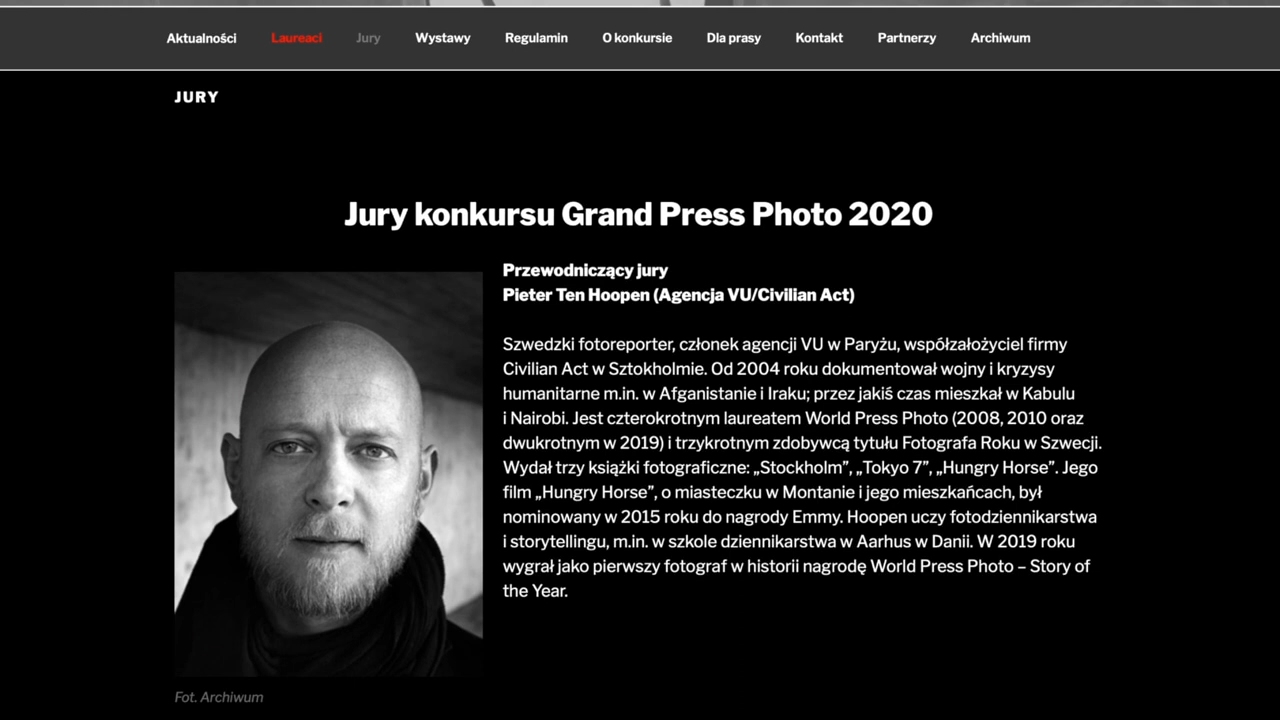 Aktualności Laureaci Jury Wystawy Regulamin O konkursie Dla prasy Kontakt Partnerzy Archiwum
JURY
Jury konkursu Grand Press Photo 2020
Przewodniczący jury
Pieter Ten Hoopen (Agencja VU/Civilian Act)
Szwedzki fotoreporter, członek agencji VU w Paryżu, współzałożyciel firmy
Civilian Act w Sztokholmie. Od 2004 roku dokumentował wojny i kryzysy
humanitarne m.in. w Afganistanie i Iraku; przez jakiś czas mieszkał w Kabulu
i Nairobi. Jest czterokrotnym laureatem World Press Photo (2008, 2010 oraz
dwukrotnym w 2019) i trzykrotnym zdobywcą tytułu Fotografa Roku w Szwecji.
Wydał trzy książki fotograficzne: „Stockholm”, „Tokyo 7”, „Hungry Horse”. Jego
film „Hungry Horse”, o miasteczku w Montanie i jego mieszkańcach, był
nominowany w 2015 roku do nagrody Emmy. Hoopen uczy fotodziennikarstwa
i storytellingu, m.in. w szkole dziennikarstwa w Aarhus w Danii. W 2019 roku
wygrał jako pierwszy fotograf w historii nagrodę World Press Photo – Story of
the Year.
Fot. Archiwum